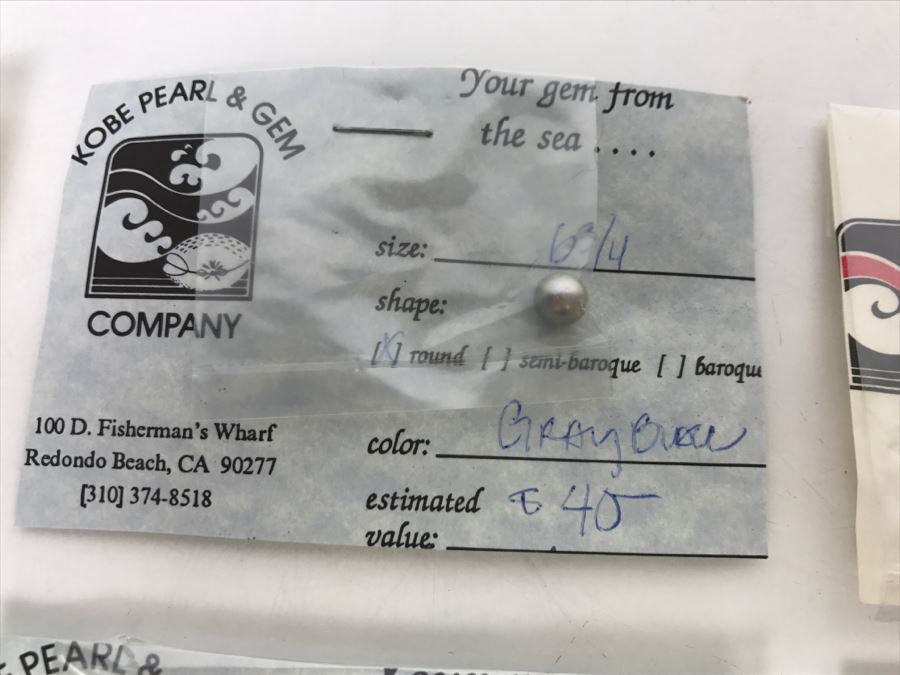 KOBE PEARL & GEM
COMPANY
100 D. Fisherman's Wharf
Redondo Beach, CA 90277
[310] 374-8518
Your gem from
the sea . . . .
size: 6 3/4
shape:
[X] round [ ] semi-baroque [ ] baroque
color: GRAY
estimated
value: 40
PEARL &